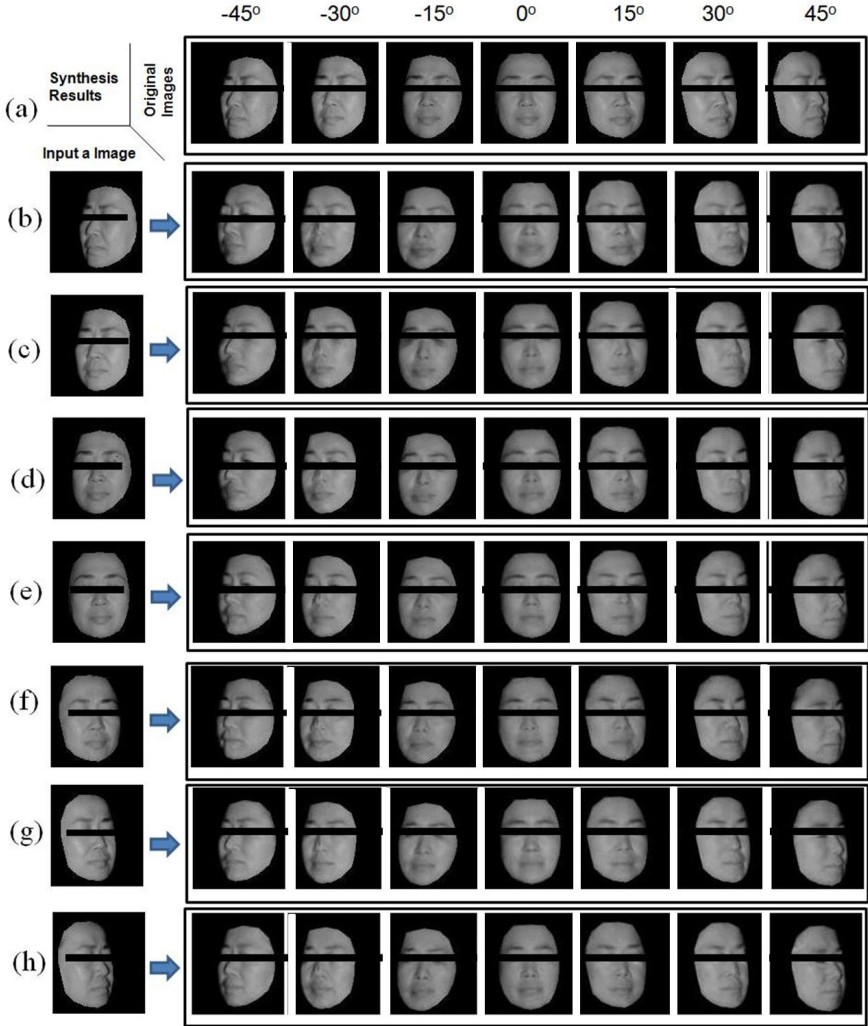 -45° -30° -15° 0° 15° 30° 45°
(a)
Synthesis
Results
Original
Images
Input a Image
(b)
(c)
(d)
(e)
(f)
(g)
(h)